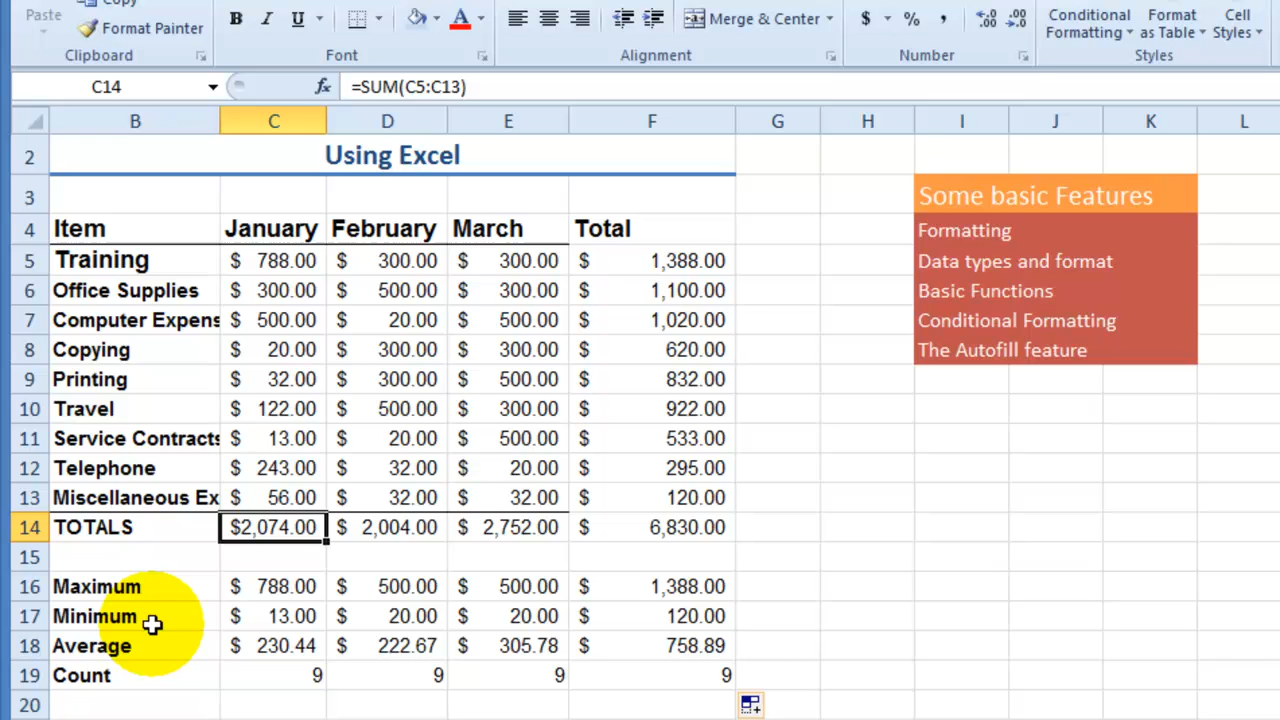 Paste
Copy
Format Painter
Clipboard
B I U A
Font
Merge & Center
Alignment
$ % , .00 .00
Number
Conditional Formatting
Format as Table
Cell Styles
Styles
C14 fx =SUM(C5:C13)
B C D E F G H I J K L
2 Using Excel
3 Some basic Features
4 Item January February March Total Formatting
5 Training $ 788.00 $ 300.00 $ 300.00 $ 1,388.00 Data types and format
6 Office Supplies $ 300.00 $ 500.00 $ 300.00 $ 1,100.00 Basic Functions
7 Computer Expens $ 500.00 $ 20.00 $ 500.00 $ 1,020.00 Conditional Formatting
8 Copying $ 20.00 $ 300.00 $ 300.00 $ 620.00 The Autofill feature
9 Printing $ 32.00 $ 300.00 $ 500.00 $ 832.00
10 Travel $ 122.00 $ 500.00 $ 300.00 $ 922.00
11 Service Contracts $ 13.00 $ 20.00 $ 500.00 $ 533.00
12 Telephone $ 243.00 $ 32.00 $ 20.00 $ 295.00
13 Miscellaneous Ex $ 56.00 $ 32.00 $ 32.00 $ 120.00
14 TOTALS $2,074.00 $ 2,004.00 $ 2,752.00 $ 6,830.00
15
16 Maximum $ 788.00 $ 500.00 $ 500.00 $ 1,388.00
17 Minimum $ 13.00 $ 20.00 $ 20.00 $ 120.00
18 Average $ 230.44 $ 222.67 $ 305.78 $ 758.89
19 Count 9 9 9 9
20